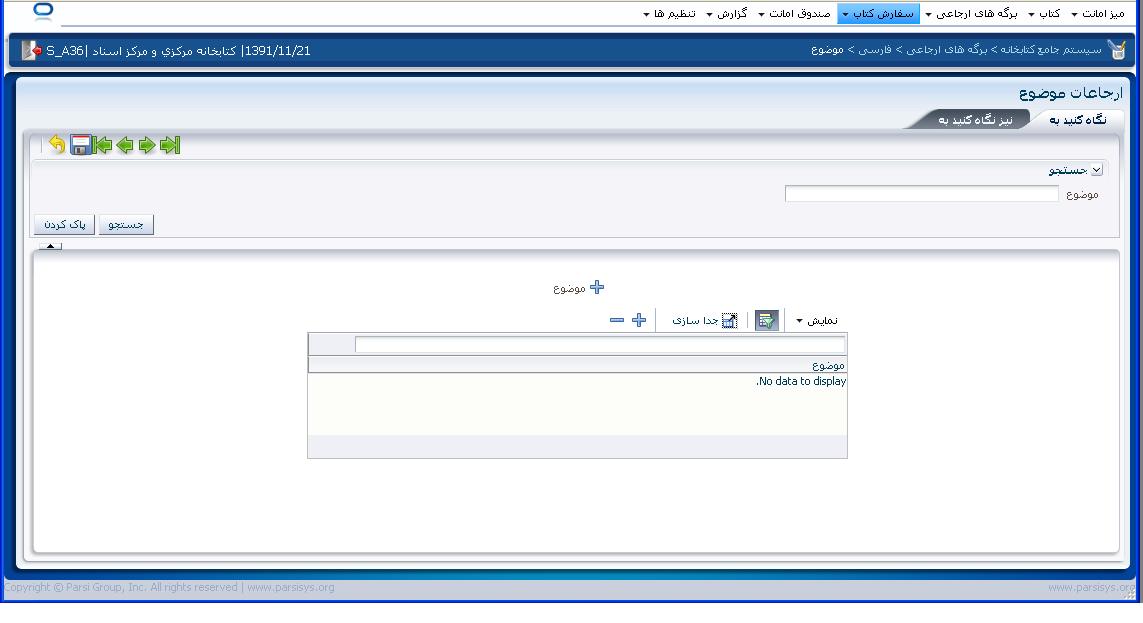 میز امانت کتاب برگه های ارجاعی سفارش کتاب صندوق امانت گزارش تنظیم ها
سیستم جامع کتابخانه > برگه های ارجاعی > فارسی > موضوع
1391/11/21| کتابخانه مرکزي و مرکز اسناد |S_A36
ارجاعات موضوع
نگاه کنید به نیز نگاه کنید به
جستجو
موضوع
جستجو پاک کردن
موضوع
نمایش جدا سازی
موضوع
No data to display.
Copyright © Parsi Group, Inc. All rights reserved | www.parsisys.org
www.parsisys.org